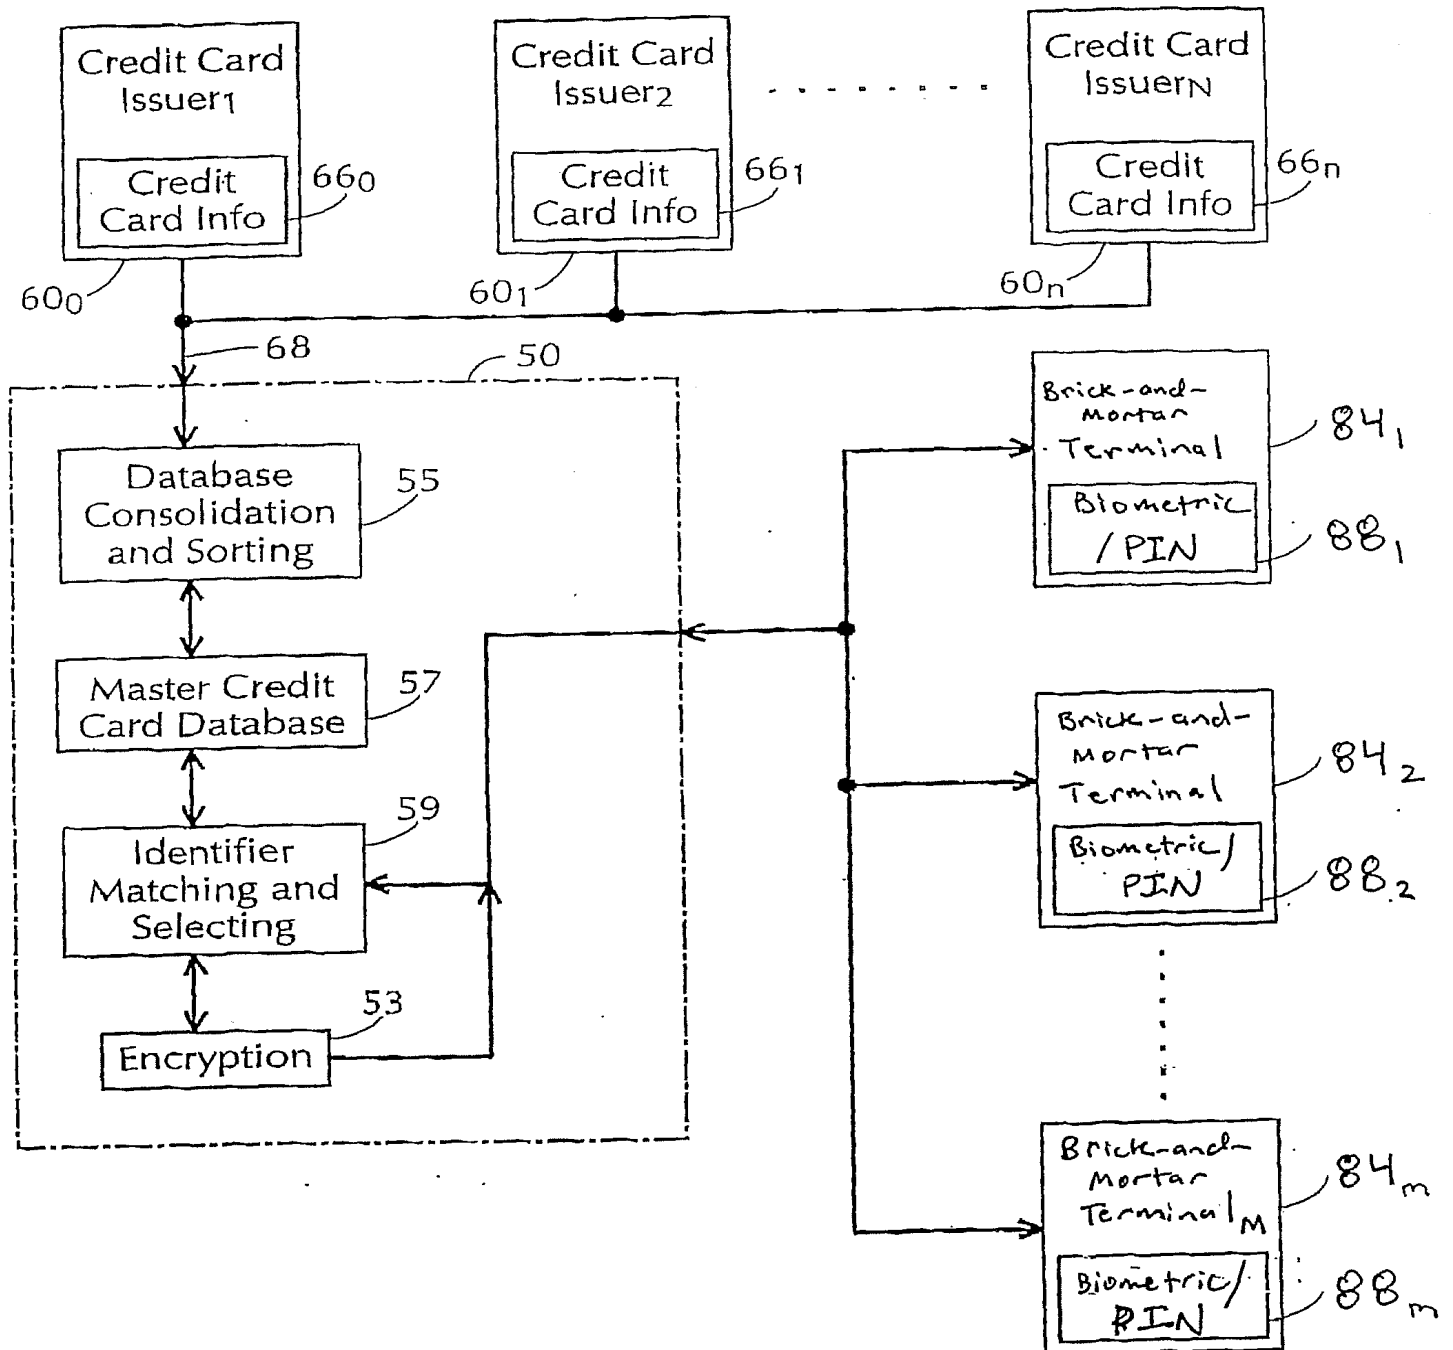 Credit Card
Issuer1
Credit
Card Info
660
600
Credit Card
Issuer2
Credit
Card Info
661
601
Credit Card
IssuerN
Credit
Card Info
66n
60n
68
50
Database
Consolidation
and Sorting
55
Master Credit
Card Database
57
Identifier
Matching and
Selecting
59
Encryption
53
Brick-and-
Mortar
Terminal
841
Biometric
/PIN
881
Brick-and-
Mortar
Terminal
842
Biometric/
PIN
882
Brick-and-
Mortar
TerminalM
84m
Biometric/
PIN
88m